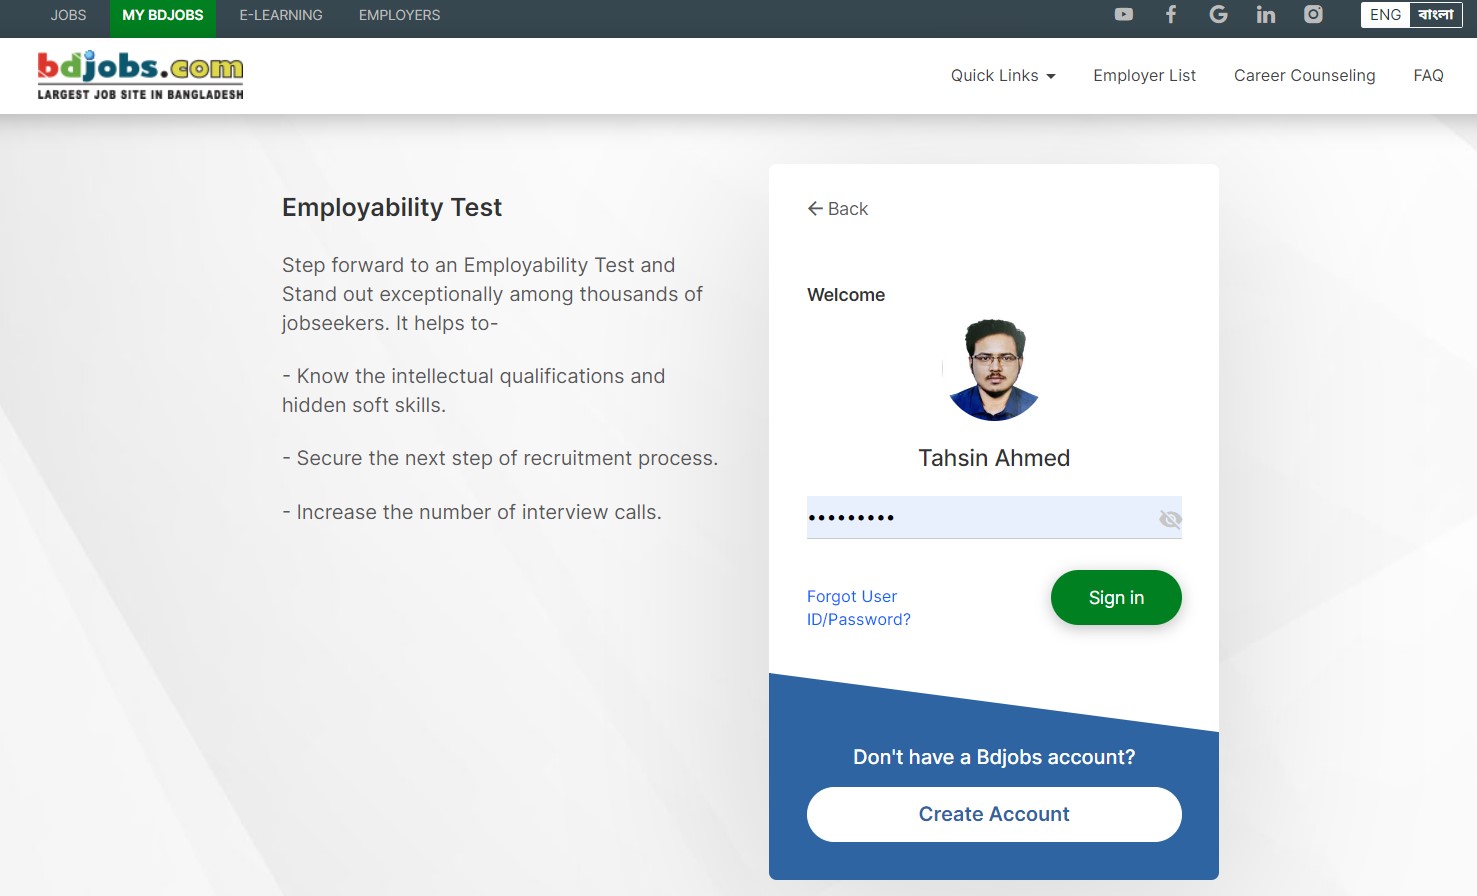 JOBS MY BDJOBS E-LEARNING EMPLOYERS ENG বাংলা
bdjobs.com
LARGEST JOB SITE IN BANGLADESH
Quick Links Employer List Career Counseling FAQ
Employability Test
Step forward to an Employability Test and
Stand out exceptionally among thousands of
jobseekers. It helps to-
- Know the intellectual qualifications and
hidden soft skills.
- Secure the next step of recruitment process.
- Increase the number of interview calls.
Back
Welcome
Tahsin Ahmed
•••••••••
Forgot User
ID/Password?
Sign in
Don't have a Bdjobs account?
Create Account